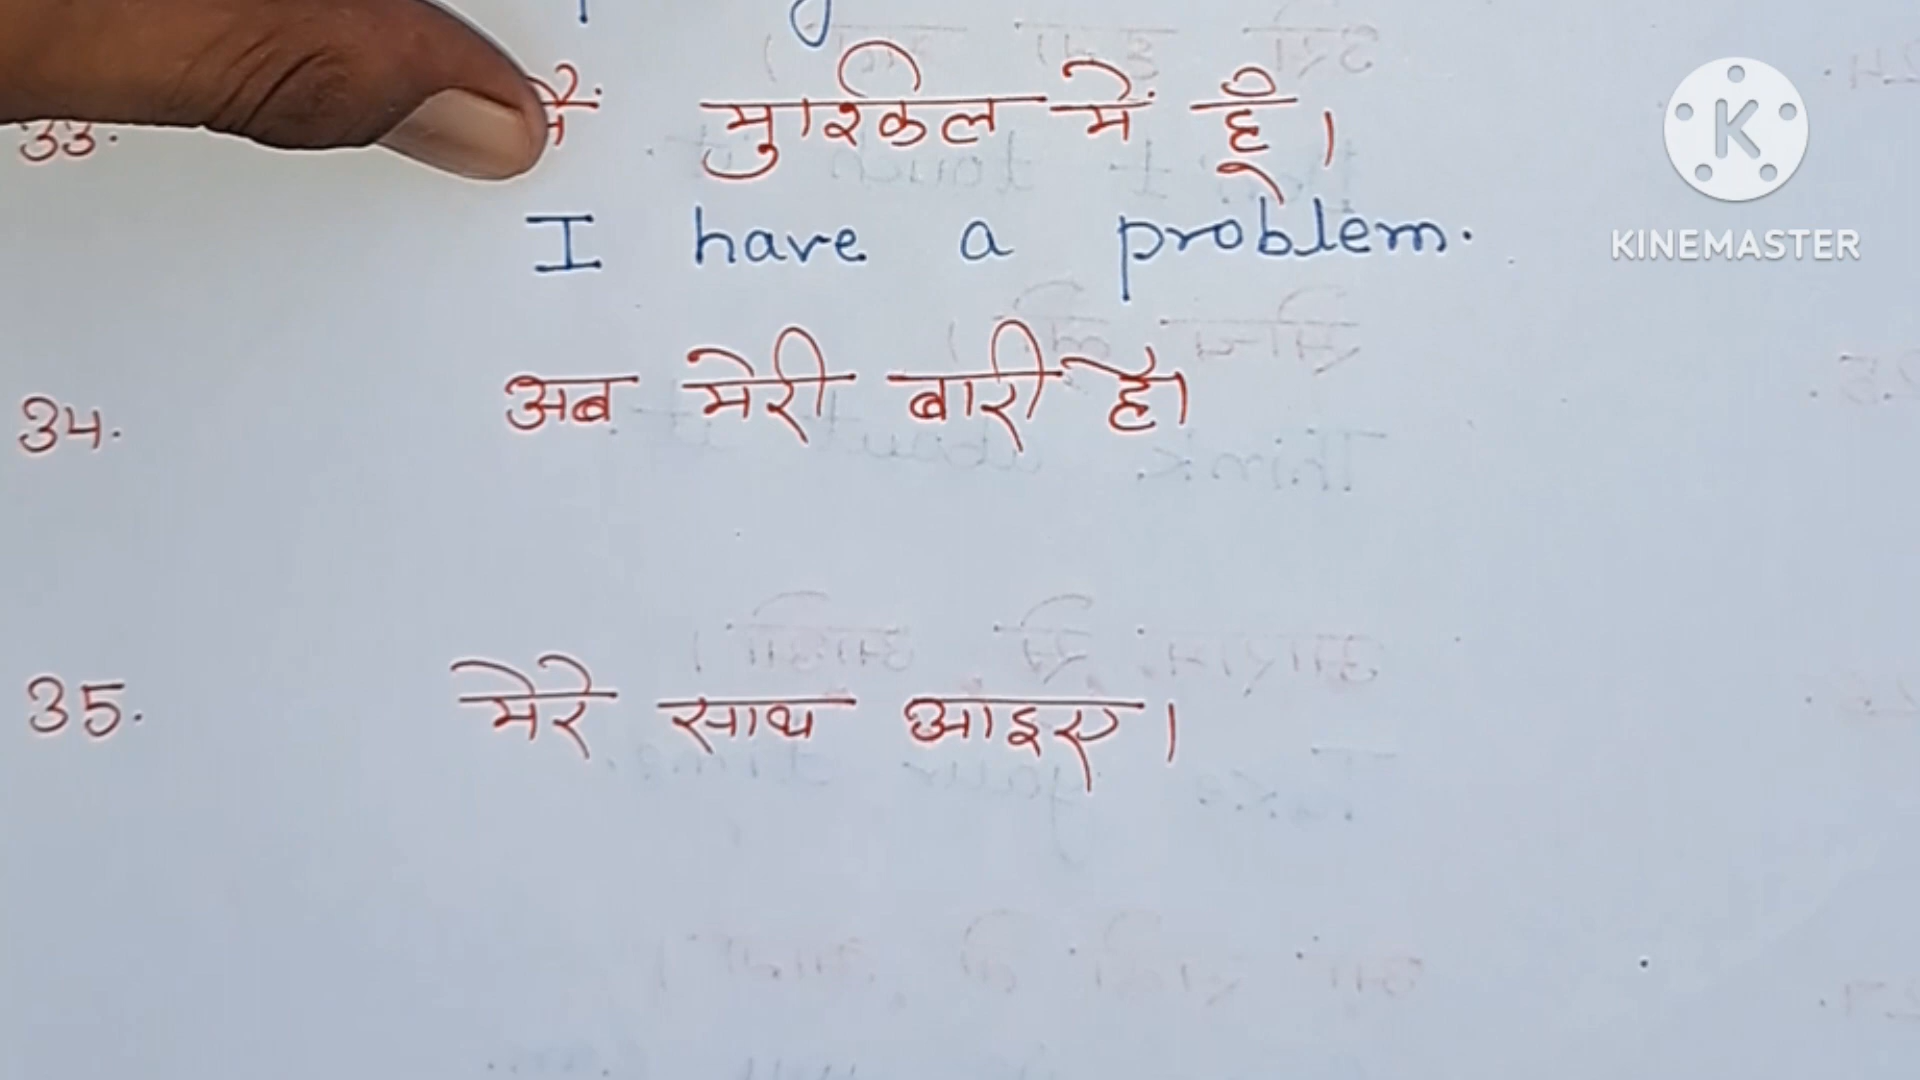 33. मैं मुश्किल में हूँ।
I have a problem.
34. अब मेरी बारी है।
35. मेरे साथ आइए।
KINEMASTER